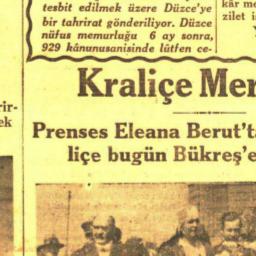 tesbit edilmek üzere Düzce'ye
bir tahrirat gönderiliyor. Düzce
nüfus memurluğu 6 ay sonra,
929 kânunusanisinde lûtfen ce-
kâr me
zilet i
Kraliçe Mer
rir-
ek
Prenses Eleana Berut'ta
liçe bugün Bükreş'e